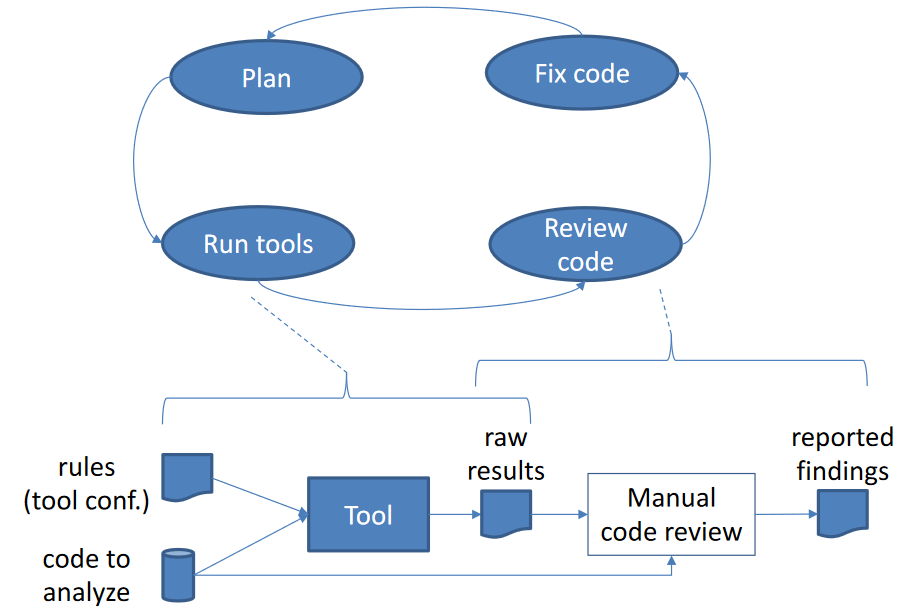 Plan
Fix code
Run tools
Review
code
rules
(tool conf.)
code to
analyze
Tool
raw
results
Manual
code review
reported
findings